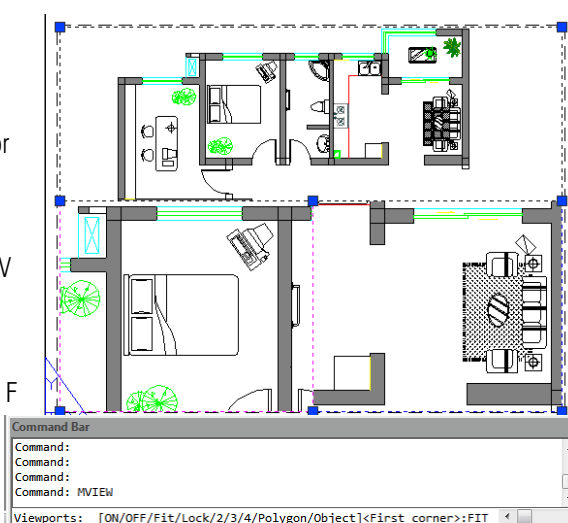 or
V
F
Command Bar
Command:
Command:
Command:
Command: MVIEW
Viewports: [ON/OFF/Fit/Lock/2/3/4/Polygon/Object]<First corner>:FIT